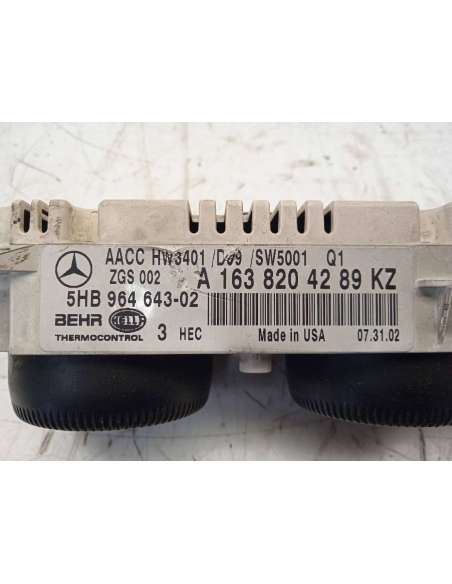 AACC HW3401 /D09 /SW5001 Q1
ZGS 002 A 163 820 42 89 KZ
5HB 964 643-02
BEHR HELLA 3 HEC Made in USA 07.31.02
THERMOCONTROL